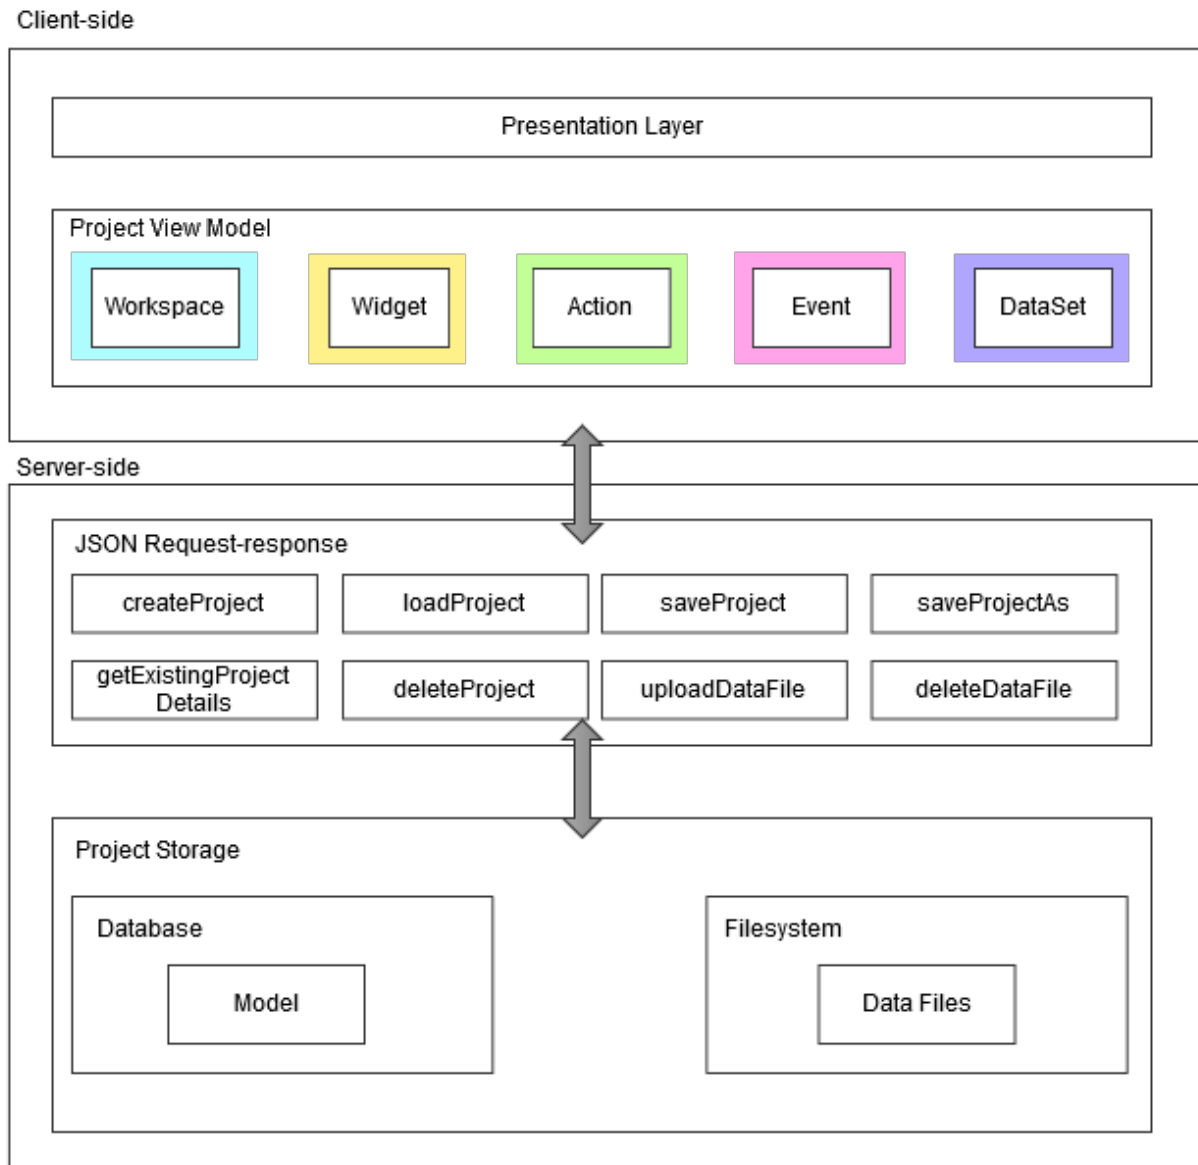 Client-side
Presentation Layer
Project View Model
Workspace
Widget
Action
Event
DataSet
Server-side
JSON Request-response
createProject
loadProject
saveProject
saveProjectAs
getExistingProject
Details
deleteProject
uploadDataFile
deleteDataFile
Project Storage
Database
Model
Filesystem
Data Files